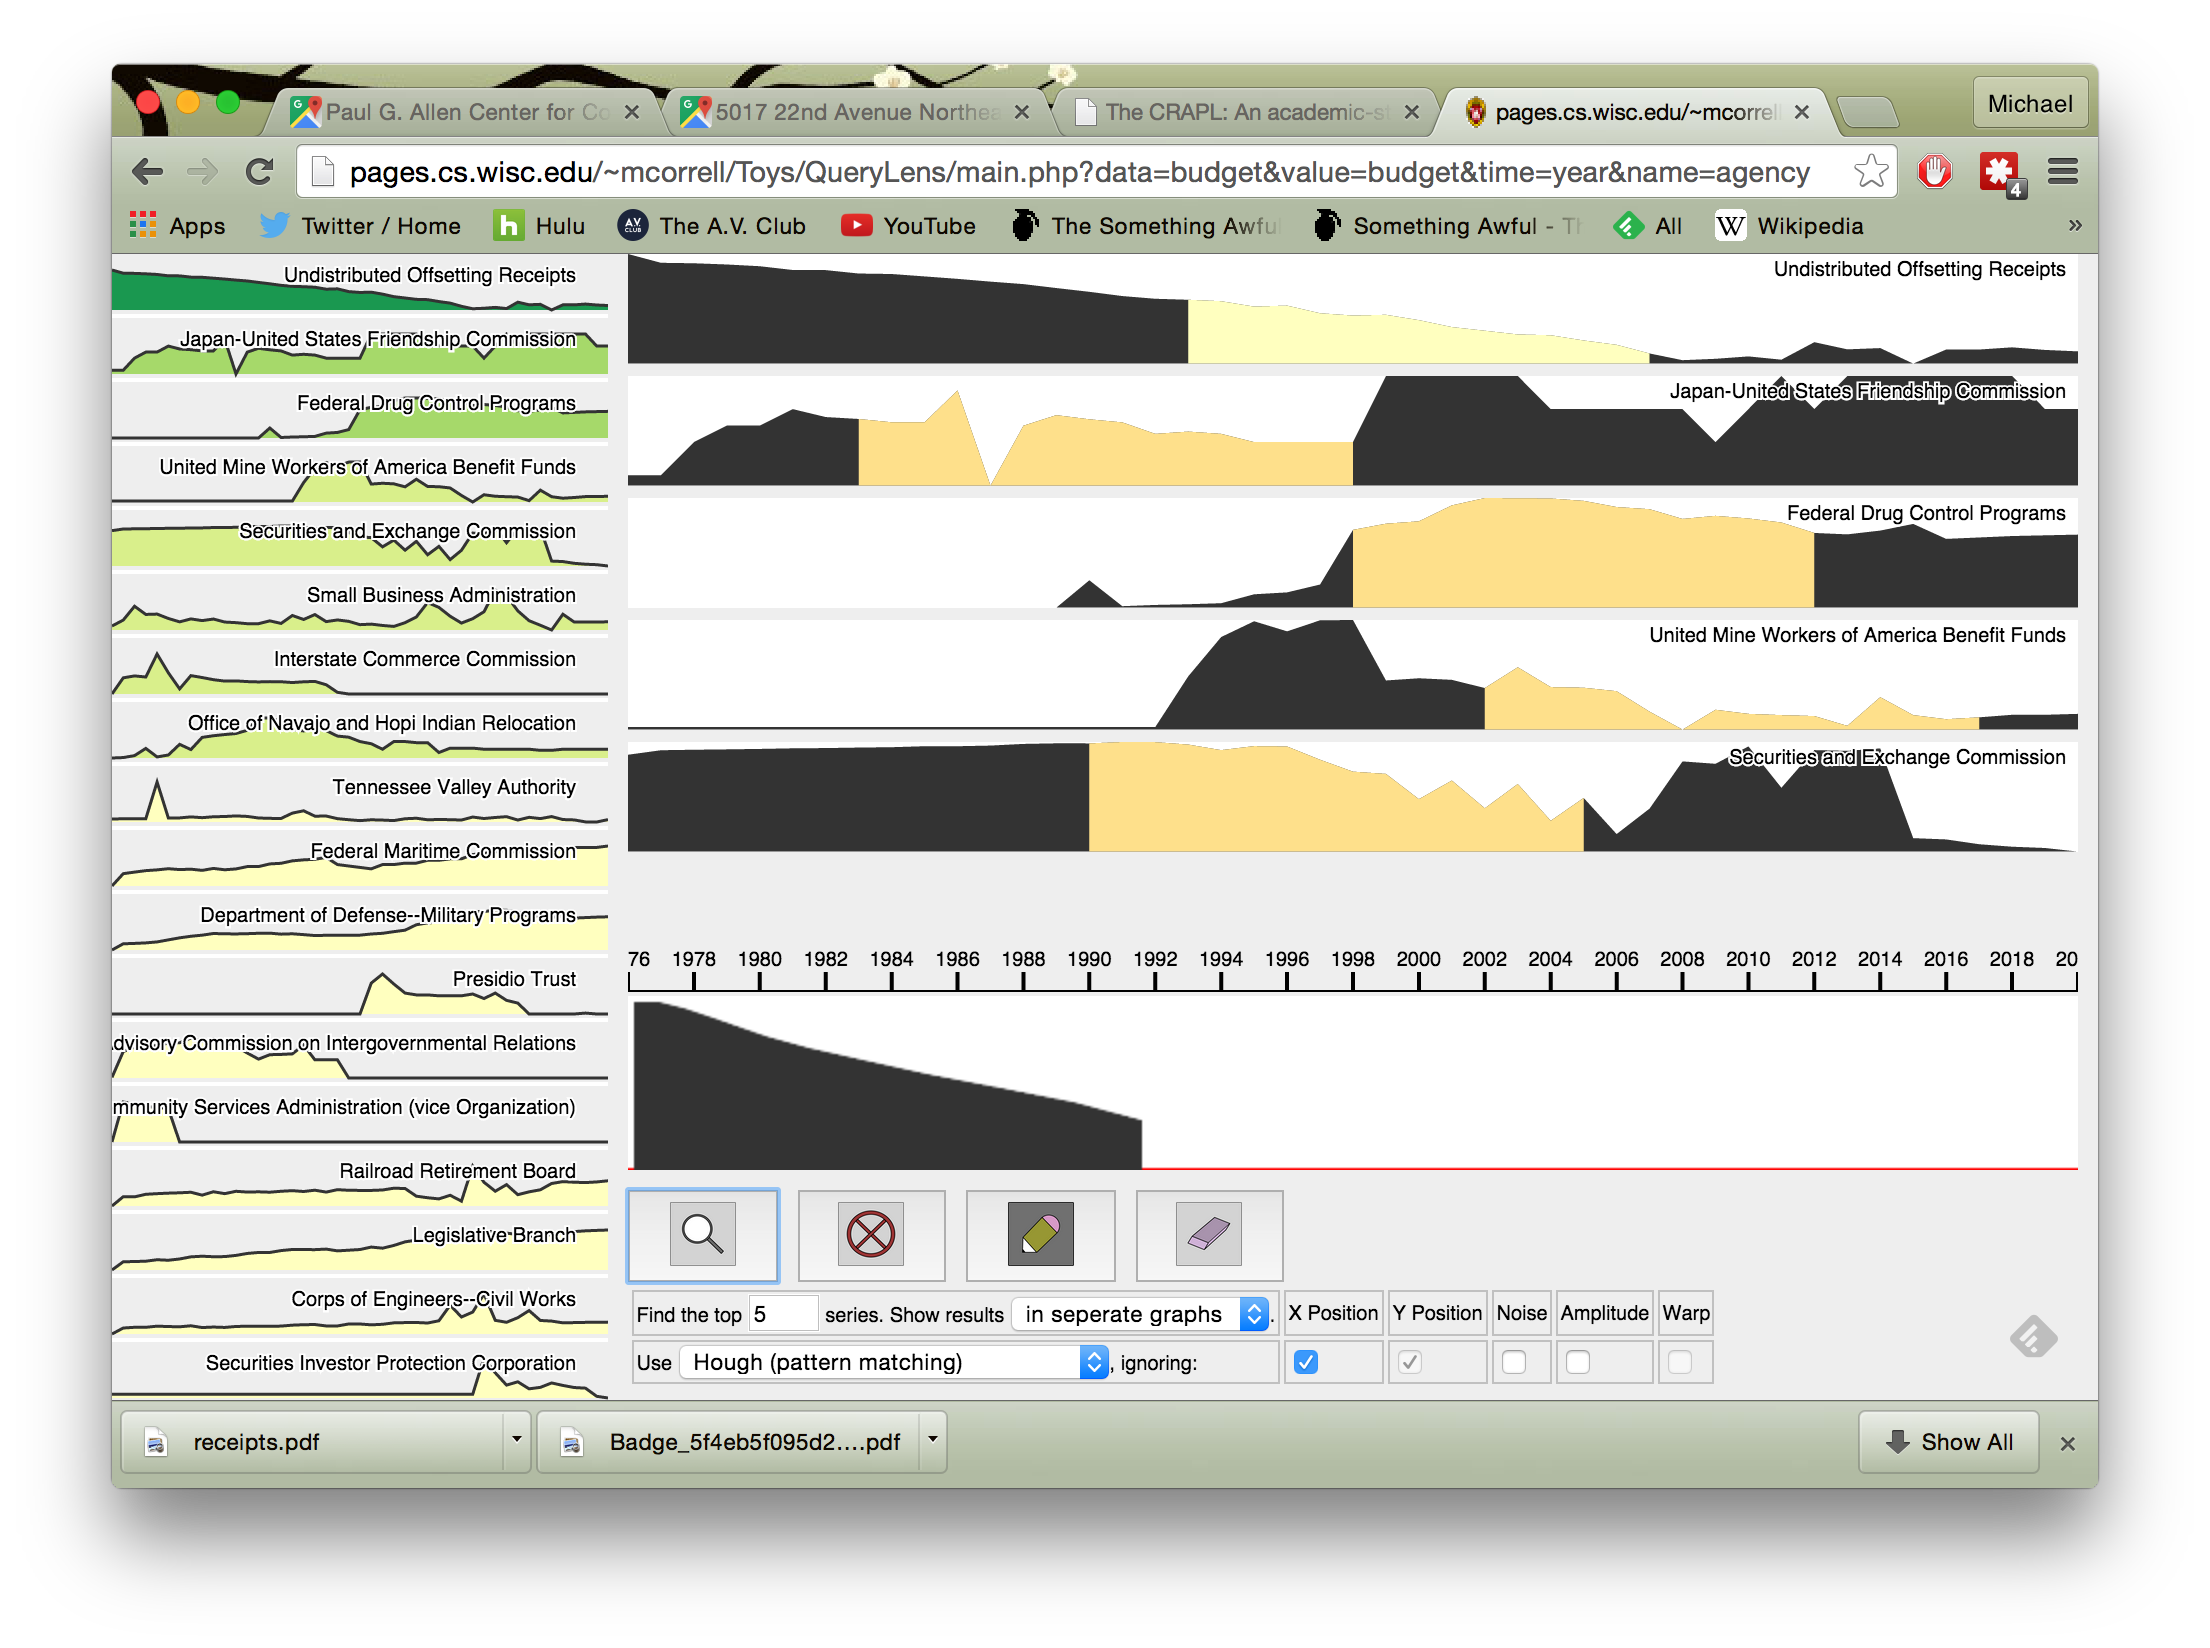 Michael
Paul G. Allen Center for Co
5017 22nd Avenue Northea
The CRAPL: An academic-st
pages.cs.wisc.edu/~mcorrel
pages.cs.wisc.edu/~mcorrell/Toys/QueryLens/main.php?data=budget&value=budget&time=year&name=agency
4
Apps
Twitter / Home
h Hulu
A.V. CLUB The A.V. Club
YouTube
The Something Awfu
Something Awful - Th
All
W Wikipedia
»
Undistributed Offsetting Receipts
Japan-United States Friendship Commission
Federal Drug Control Programs
United Mine Workers of America Benefit Funds
Securities and Exchange Commission
Small Business Administration
Interstate Commerce Commission
Office of Navajo and Hopi Indian Relocation
Tennessee Valley Authority
Federal Maritime Commission
Department of Defense--Military Programs
Presidio Trust
dvisory Commission on Intergovernmental Relations
mmunity Services Administration (vice Organization)
Railroad Retirement Board
Legislative Branch
Corps of Engineers--Civil Works
Securities Investor Protection Corporation
Undistributed Offsetting Receipts
Japan-United States Friendship Commission
Federal Drug Control Programs
United Mine Workers of America Benefit Funds
Securities and Exchange Commission
76 1978 1980 1982 1984 1986 1988 1990 1992 1994 1996 1998 2000 2002 2004 2006 2008 2010 2012 2014 2016 2018 20
Find the top 5 series. Show results in seperate graphs . X Position Y Position Noise Amplitude Warp
Use Hough (pattern matching) , ignoring:
receipts.pdf
Badge_5f4eb5f095d2....pdf
Show All